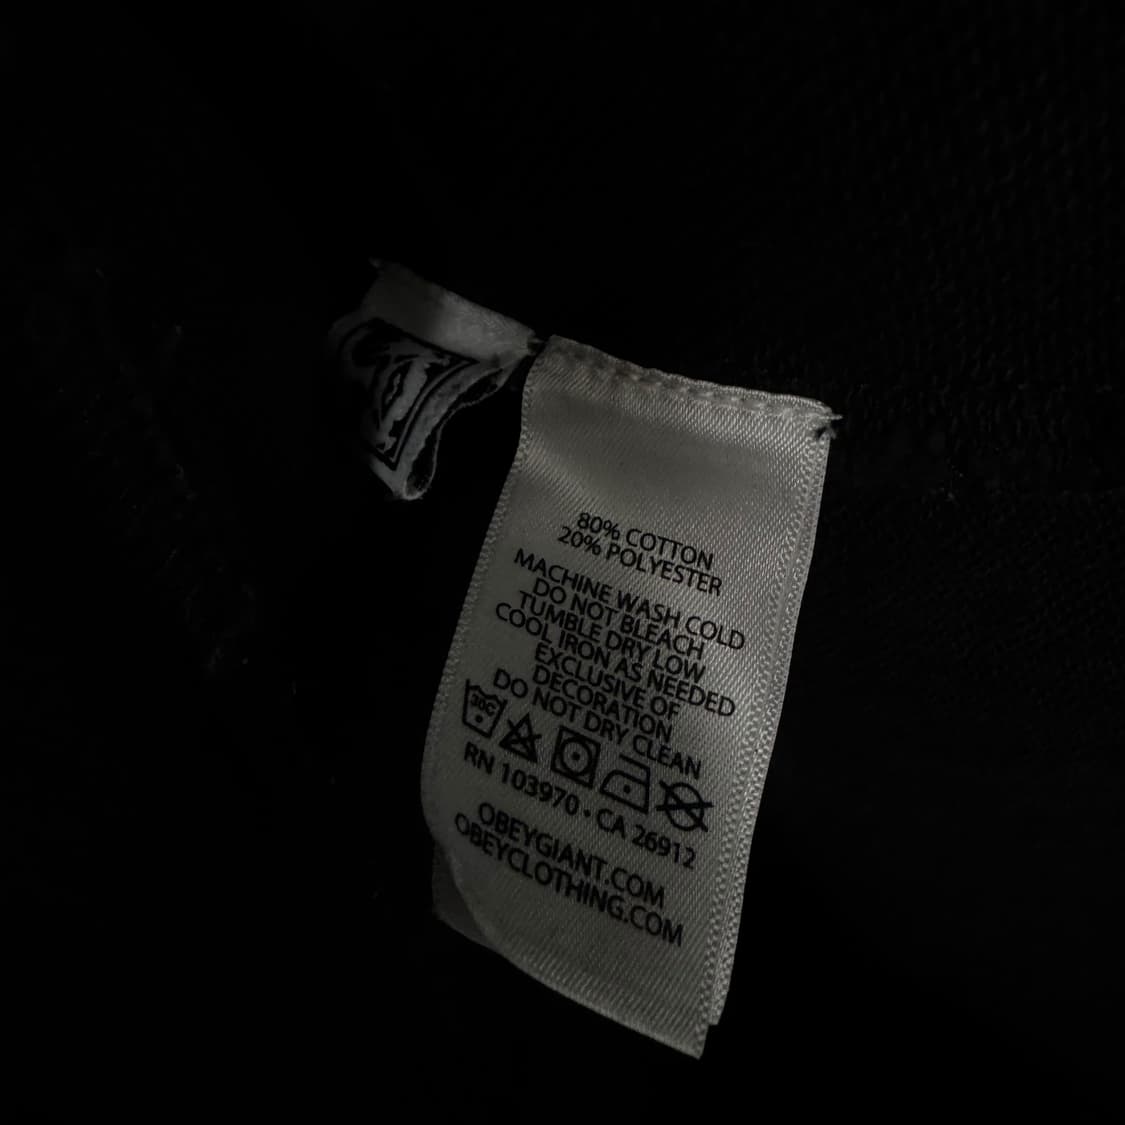 80% COTTON
20% POLYESTER
MACHINE WASH COLD
DO NOT BLEACH
TUMBLE DRY LOW
COOL IRON AS NEEDED
EXCLUSIVE OF
DECORATION
DO NOT DRY CLEAN
30C
RN 103970 · CA 26912
OBEYGIANT.COM
OBEYCLOTHING.COM